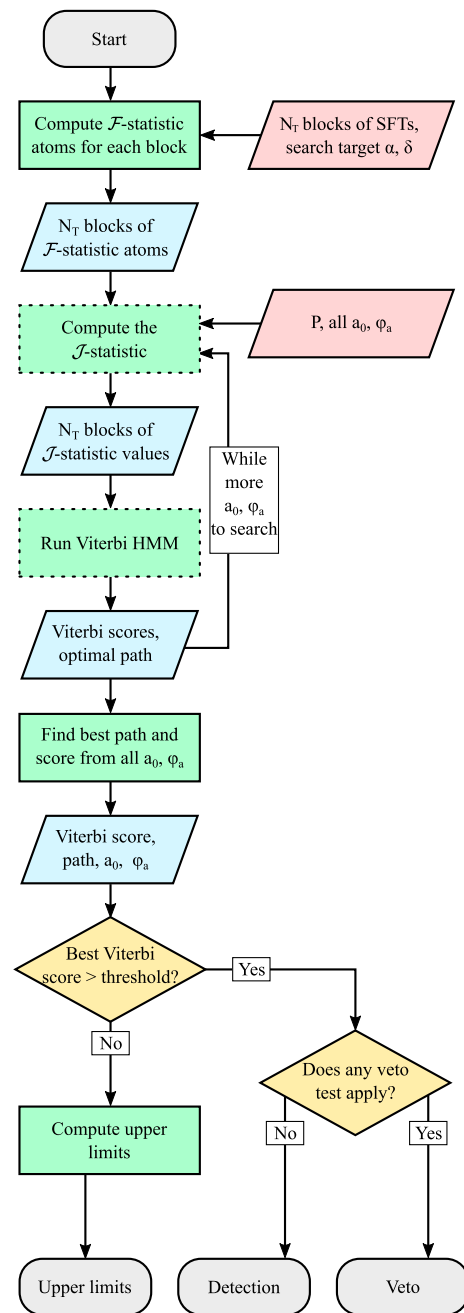 Start
Compute ℱ-statistic
atoms for each block
N_T blocks of SFTs,
search target α, δ
N_T blocks of
ℱ-statistic atoms
Compute the
𝒥-statistic
P, all a₀, φₐ
N_T blocks of
𝒥-statistic values
While
more
a₀, φₐ
to search
Run Viterbi HMM
Viterbi scores,
optimal path
Find best path and
score from all a₀, φₐ
Viterbi score,
path, a₀, φₐ
Best Viterbi
score > threshold?
Yes
No
Does any veto
test apply?
Compute upper
limits
No
Yes
Upper limits
Detection
Veto